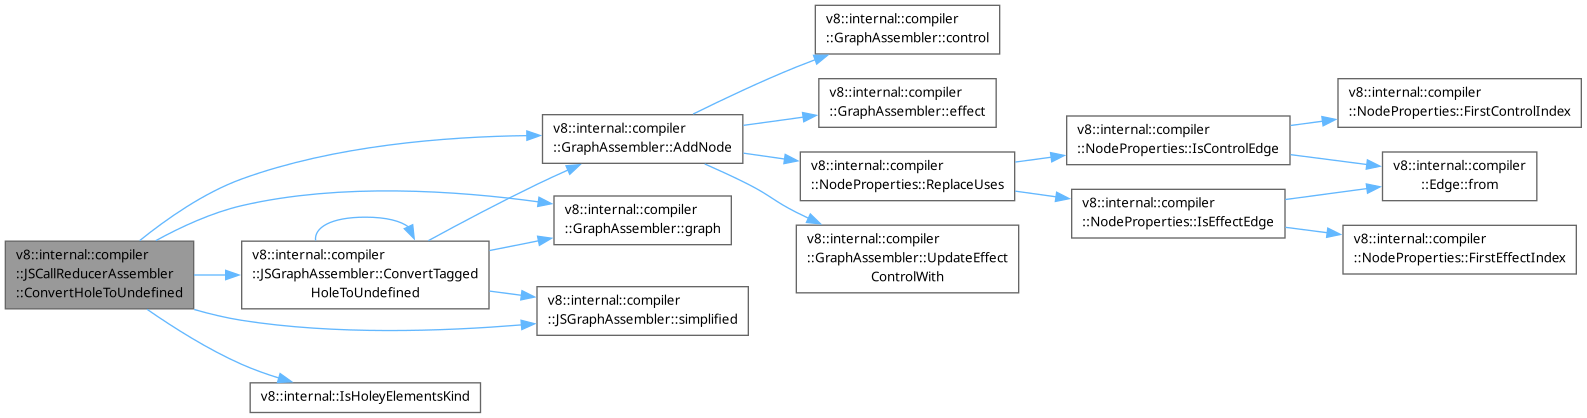 v8::internal::compiler
::JSCallReducerAssembler
::ConvertHoleToUndefined
v8::internal::compiler
::GraphAssembler::AddNode
v8::internal::compiler
::GraphAssembler::control
v8::internal::compiler
::GraphAssembler::effect
v8::internal::compiler
::NodeProperties::ReplaceUses
v8::internal::compiler
::NodeProperties::IsControlEdge
v8::internal::compiler
::NodeProperties::FirstControlIndex
v8::internal::compiler
::Edge::from
v8::internal::compiler
::NodeProperties::IsEffectEdge
v8::internal::compiler
::NodeProperties::FirstEffectIndex
v8::internal::compiler
::GraphAssembler::UpdateEffect
ControlWith
v8::internal::compiler
::GraphAssembler::graph
v8::internal::compiler
::JSGraphAssembler::ConvertTagged
HoleToUndefined
v8::internal::compiler
::JSGraphAssembler::simplified
v8::internal::IsHoleyElementsKind